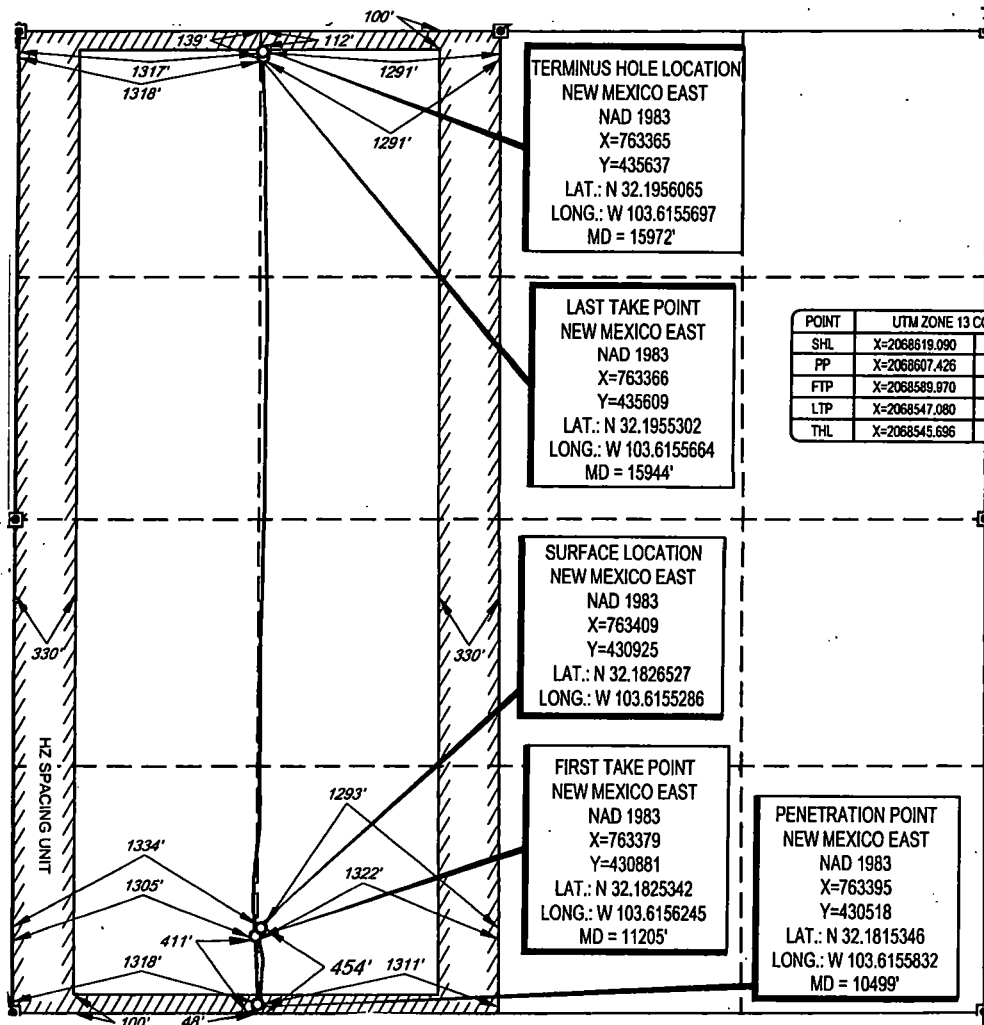 100'
139'
112'
1317'
1291'
1318'
1291'
TERMINUS HOLE LOCATION
NEW MEXICO EAST
NAD 1983
X=763365
Y=435637
LAT.: N 32.1956065
LONG.: W 103.6155697
MD = 15972'
LAST TAKE POINT
NEW MEXICO EAST
NAD 1983
X=763366
Y=435609
LAT.: N 32.1955302
LONG.: W 103.6155664
MD = 15944'
POINT UTM ZONE 13 CO
SHL X=2068619.090
PP X=2068607.426
FTP X=2068589.970
LTP X=2068547.080
THL X=2068545.696
SURFACE LOCATION
NEW MEXICO EAST
NAD 1983
X=763409
Y=430925
LAT.: N 32.1826527
LONG.: W 103.6155286
330'
330'
HZ SPACING UNIT
FIRST TAKE POINT
NEW MEXICO EAST
NAD 1983
X=763379
Y=430881
LAT.: N 32.1825342
LONG.: W 103.6156245
MD = 11205'
PENETRATION POINT
NEW MEXICO EAST
NAD 1983
X=763395
Y=430518
LAT.: N 32.1815346
LONG.: W 103.6155832
MD = 10499'
1293'
1334'
1305'
1322'
411'
454'
1318'
1311'
100'
48'